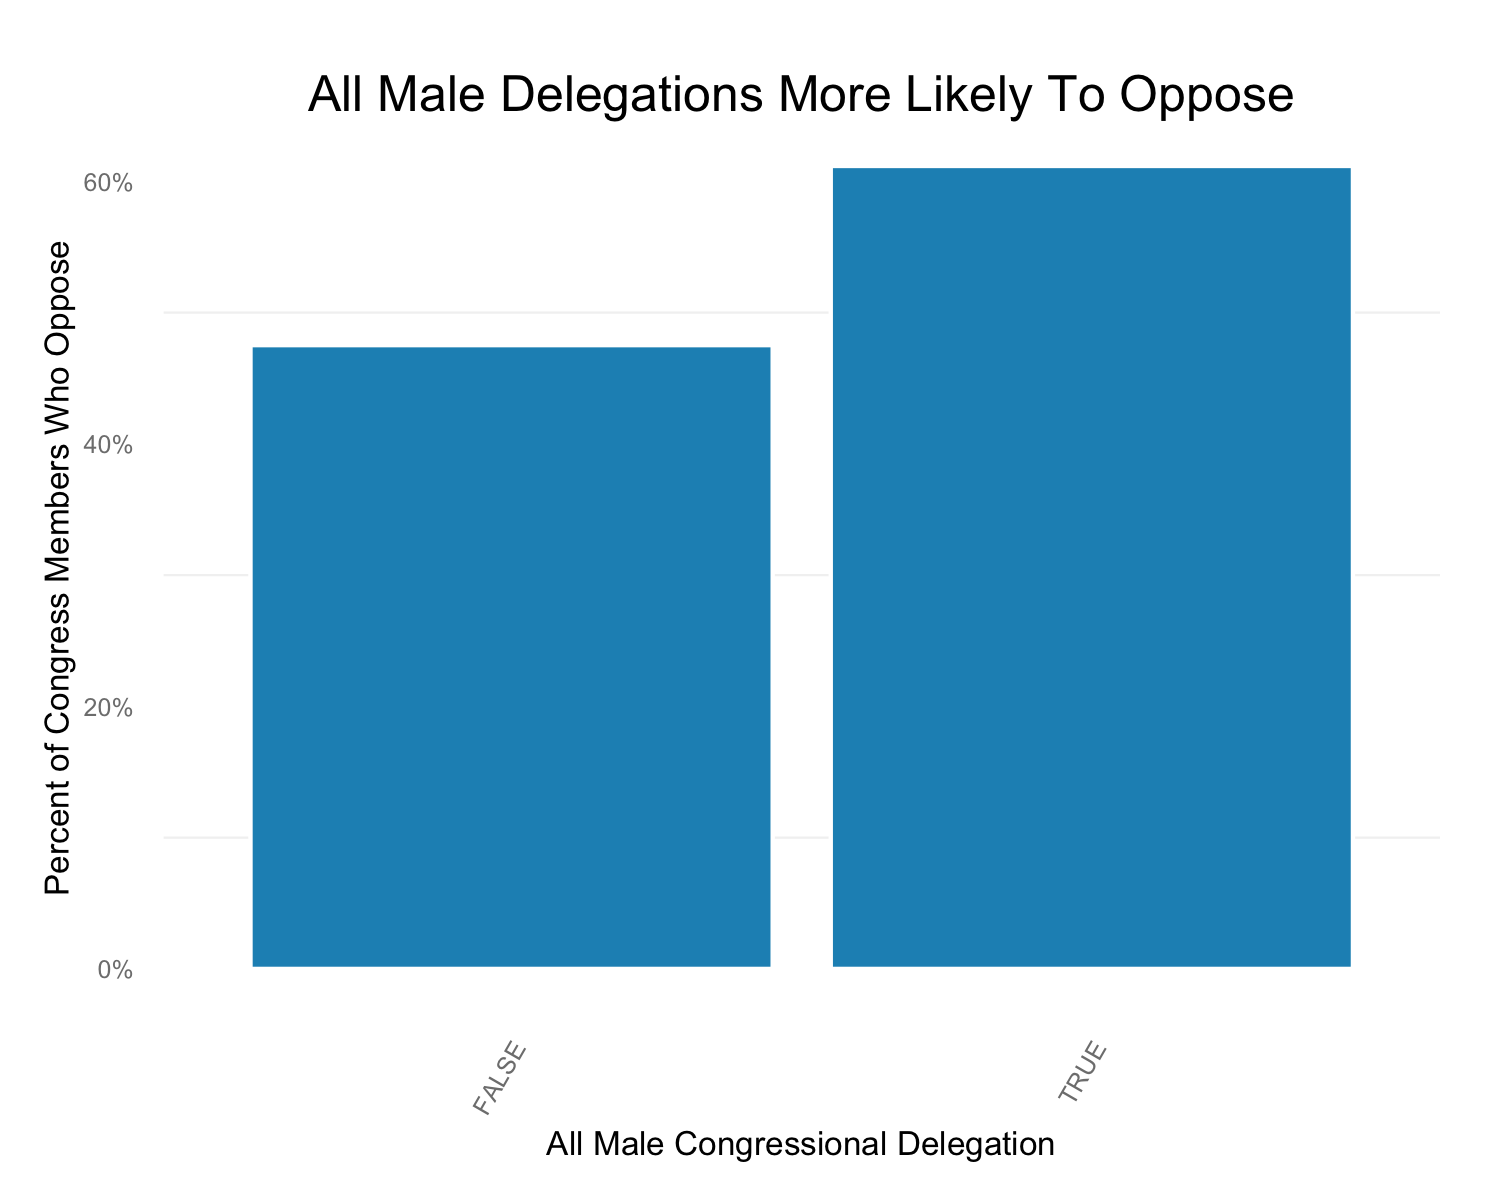 All Male Delegations More Likely To Oppose
Percent of Congress Members Who Oppose
60%
40%
20%
0%
FALSE
TRUE
All Male Congressional Delegation